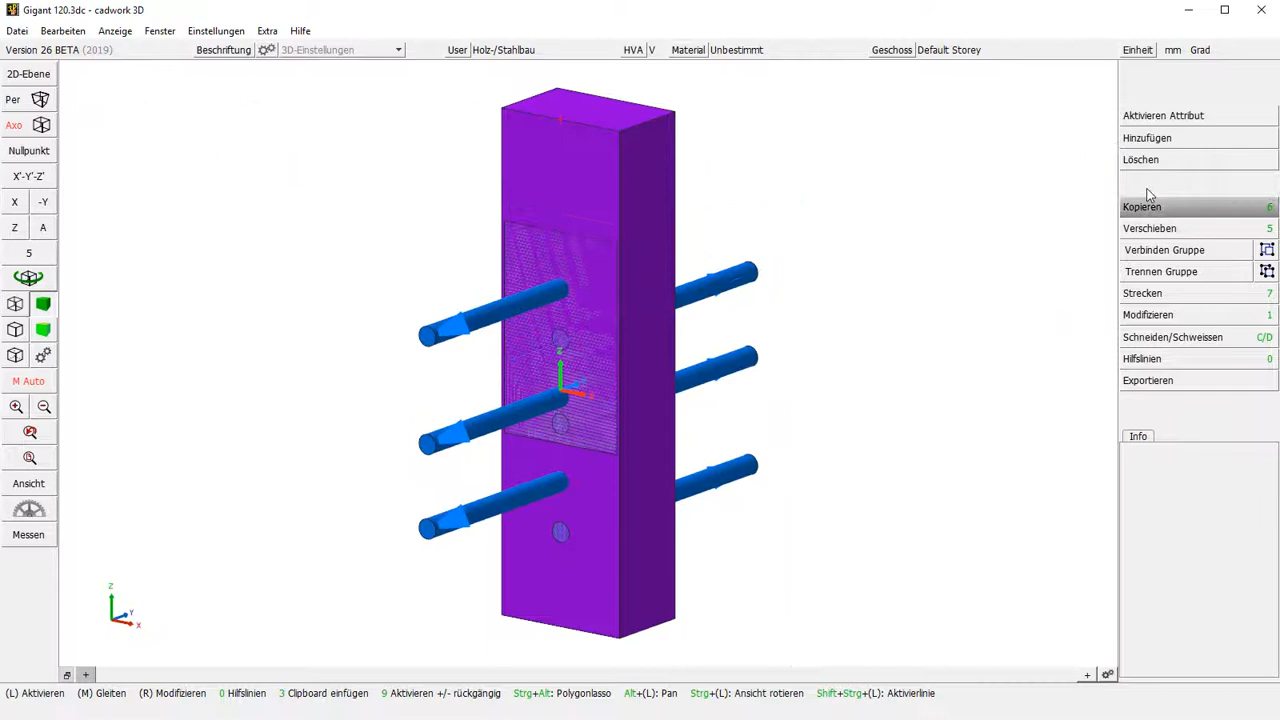 Gigant 120.3dc - cadwork 3D
Datei Bearbeiten Anzeige Fenster Einstellungen Extra Hilfe
Version 26 BETA (2019) Beschriftung 3D-Einstellungen User Holz-/Stahlbau HVA V Material Unbestimmt Geschoss Default Storey Einheit mm Grad
2D-Ebene
Per
Axo
Nullpunkt
X'-Y'-Z'
X -Y
Z A
5
M Auto
Ansicht
Messen
Z
X
Z
Y
X
Aktivieren Attribut
Hinzufügen
Löschen
Kopieren 6
Verschieben 5
Verbinden Gruppe
Trennen Gruppe
Strecken 7
Modifizieren 1
Schneiden/Schweissen C/D
Hilfslinien 0
Exportieren
Info
(L) Aktivieren (M) Gleiten (R) Modifizieren 0 Hilfslinien 3 Clipboard einfügen 9 Aktivieren +/- rückgängig Strg+Alt: Polygonlasso Alt+(L): Pan Strg+(L): Ansicht rotieren Shift+Strg+(L): Aktivierlinie